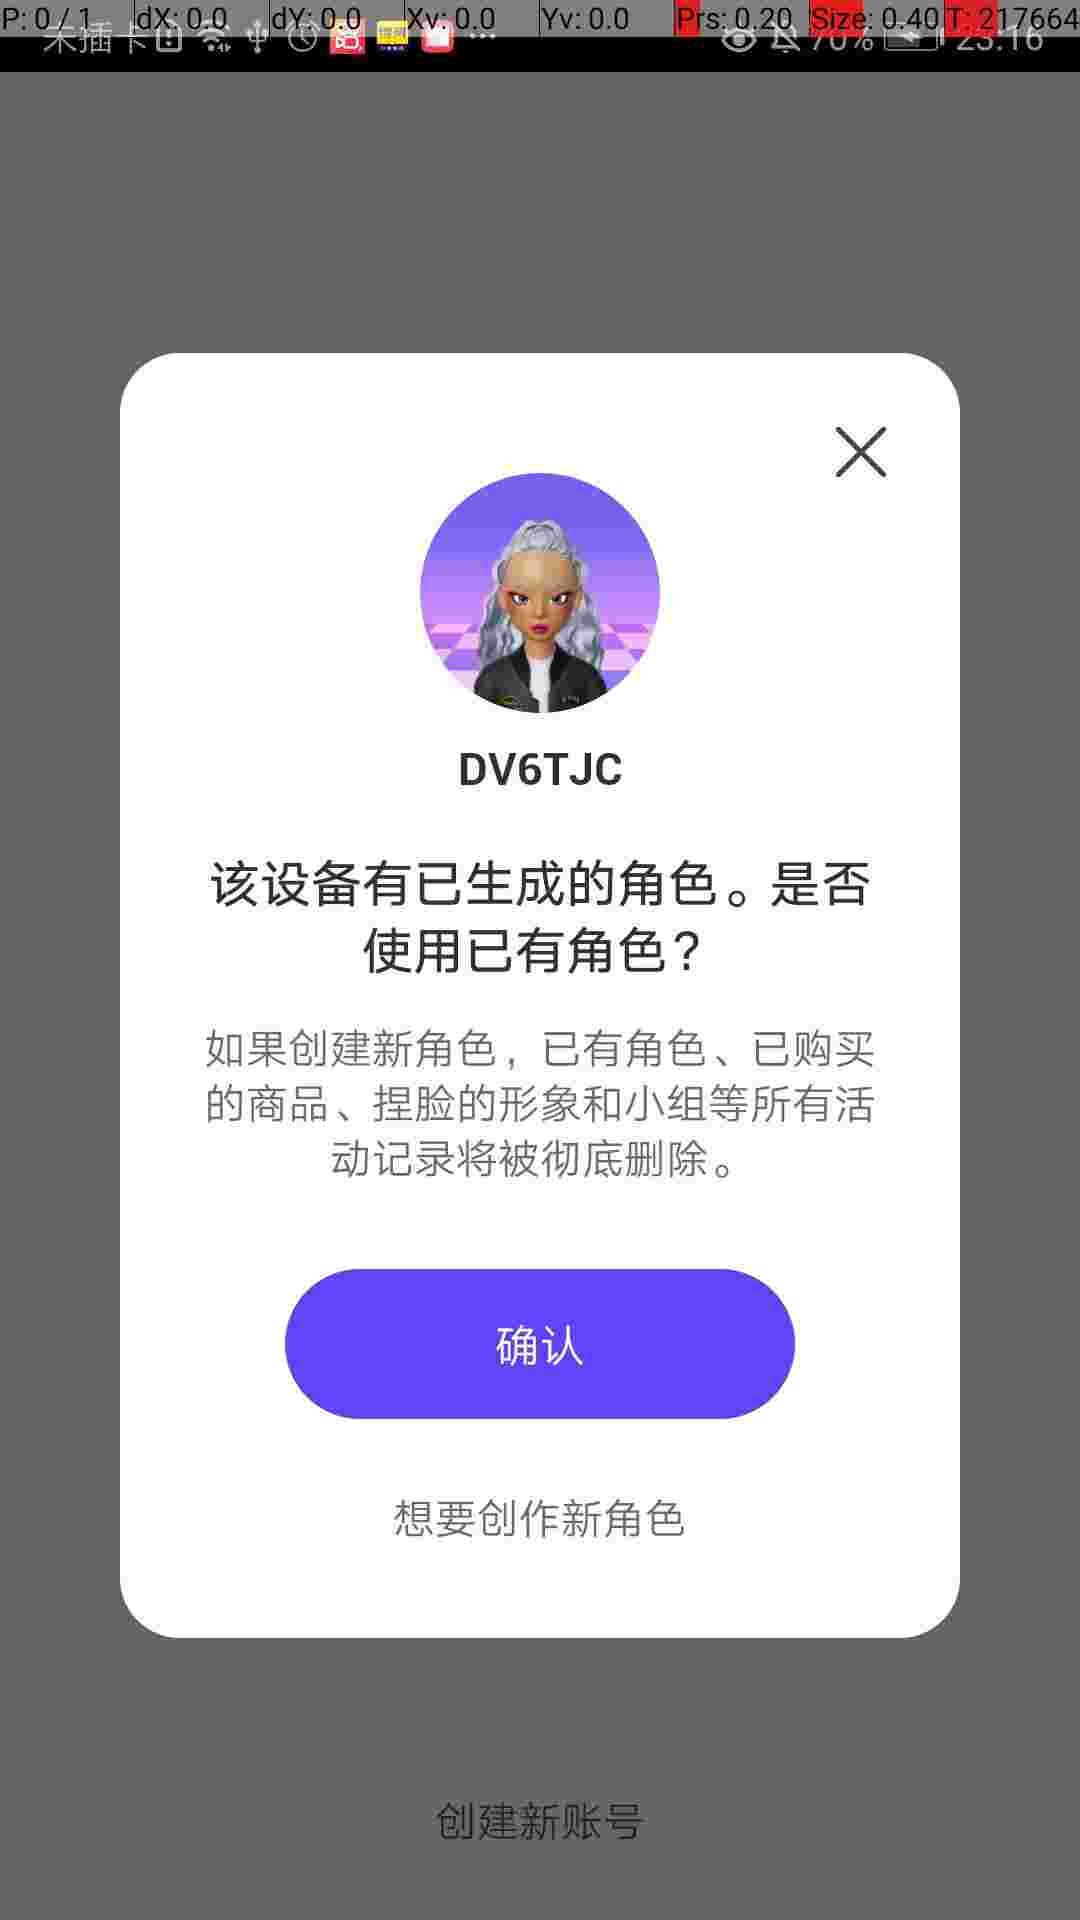 P: 0 / 1 dX: 0.0 dY: 0.0 Xv: 0.0 Yv: 0.0 Prs: 0.20 Size: 0.40 T: 217664
未插卡 70% 23:16
DV6TJC
该设备有已生成的角色。是否
使用已有角色？
如果创建新角色，已有角色、已购买
的商品、捏脸的形象和小组等所有活
动记录将被彻底删除。
确认
想要创作新角色
创建新账号